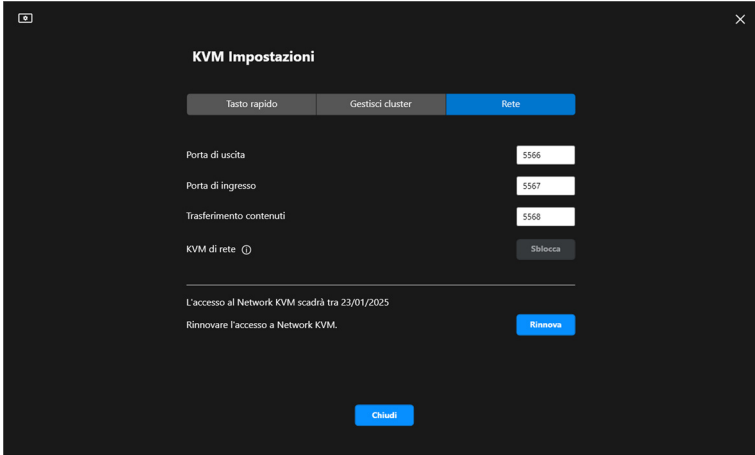 KVM Impostazioni
Tasto rapido Gestisci cluster Rete
Porta di uscita 5566
Porta di ingresso 5567
Trasferimento contenuti 5568
KVM di rete Sblocca
L'accesso al Network KVM scadrà tra 23/01/2025
Rinnovare l'accesso a Network KVM. Rinnova
Chiudi